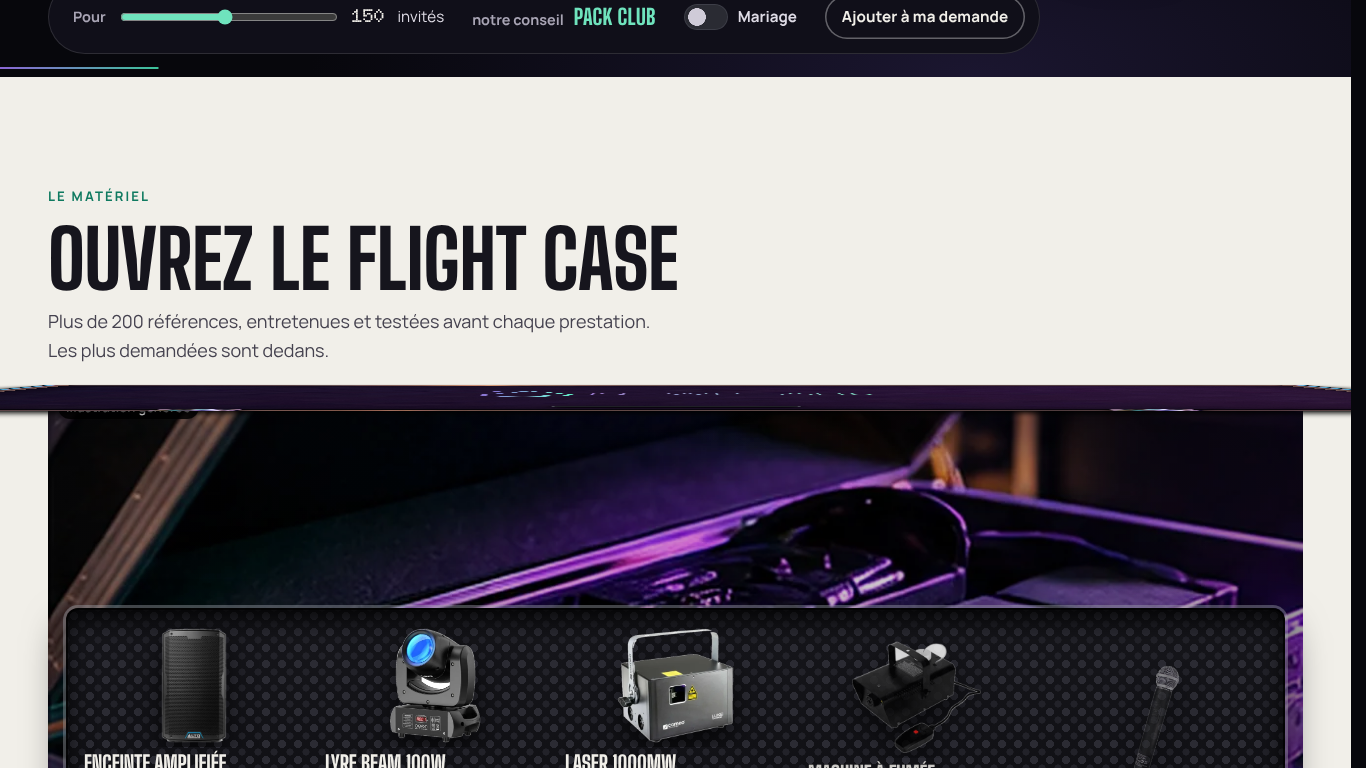 Pour 150 invités notre conseil PACK CLUB Mariage Ajouter à ma demande
LE MATÉRIEL
OUVREZ LE FLIGHT CASE
Plus de 200 références, entretenues et testées avant chaque prestation.
Les plus demandées sont dedans.
ENCEINTE AMPLIFIÉE LYRE BEAM 100W LASER 1000MW MACHINE À FUMÉE